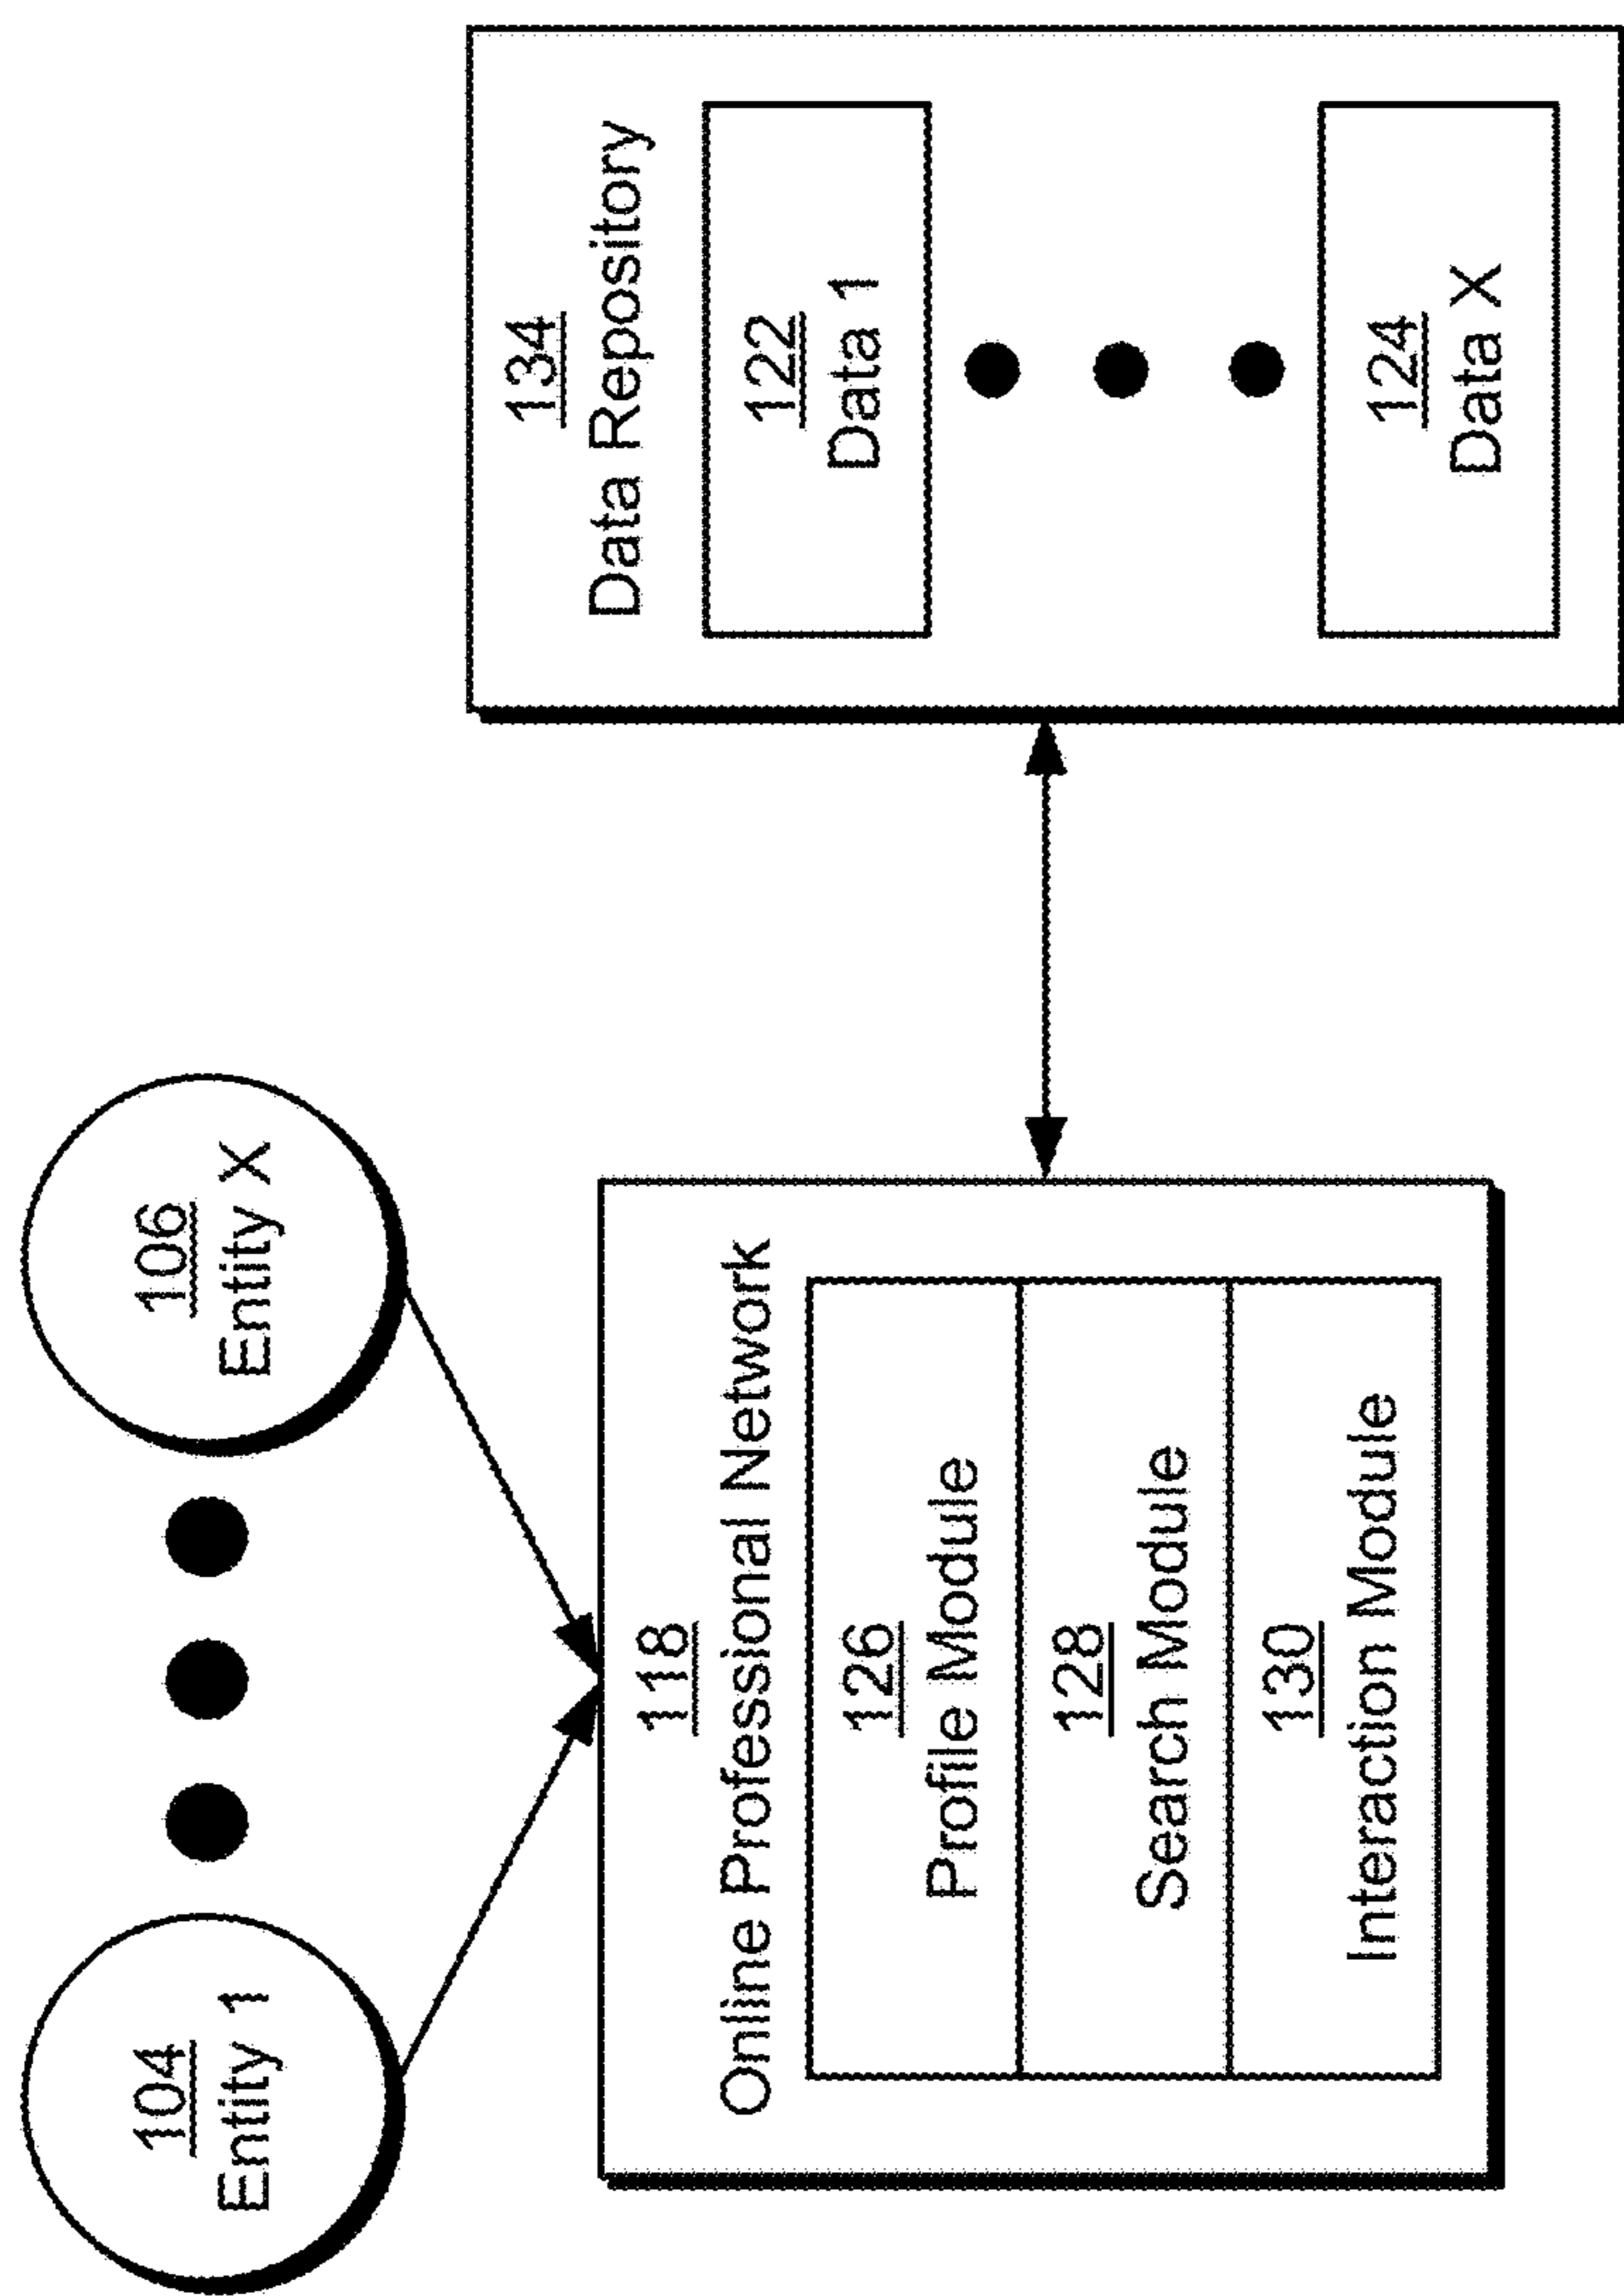 104
Entity 1
106
Entity X
118
Online Professional Network
126
Profile Module
128
Search Module
130
Interaction Module
134
Data Repository
122
Data 1
124
Data X